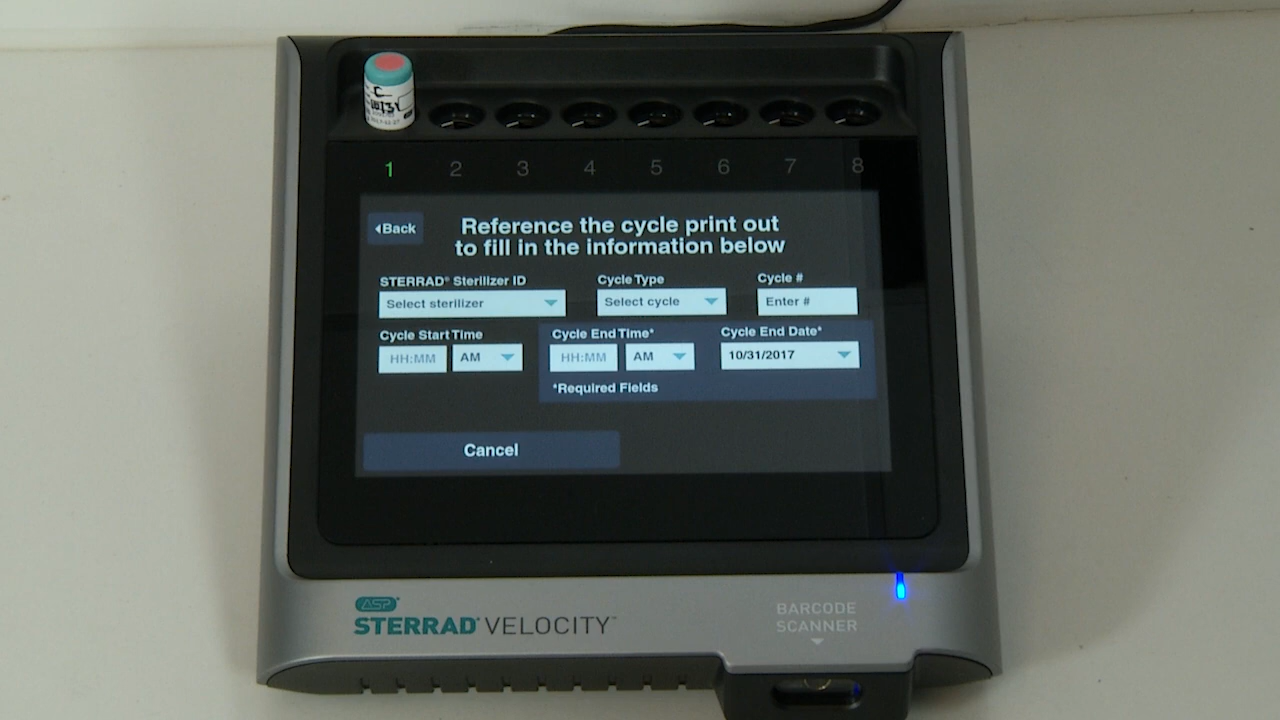 C
1 2 3 4 5 6 7 8
Back
Reference the cycle print out
to fill in the information below
STERRAD® Sterilizer ID Cycle Type Cycle #
Select sterilizer Select cycle Enter #
Cycle Start Time Cycle End Time* Cycle End Date*
HH:MM AM HH:MM AM 10/31/2017
*Required Fields
Cancel
ASP
STERRAD® VELOCITY™
BARCODE
SCANNER